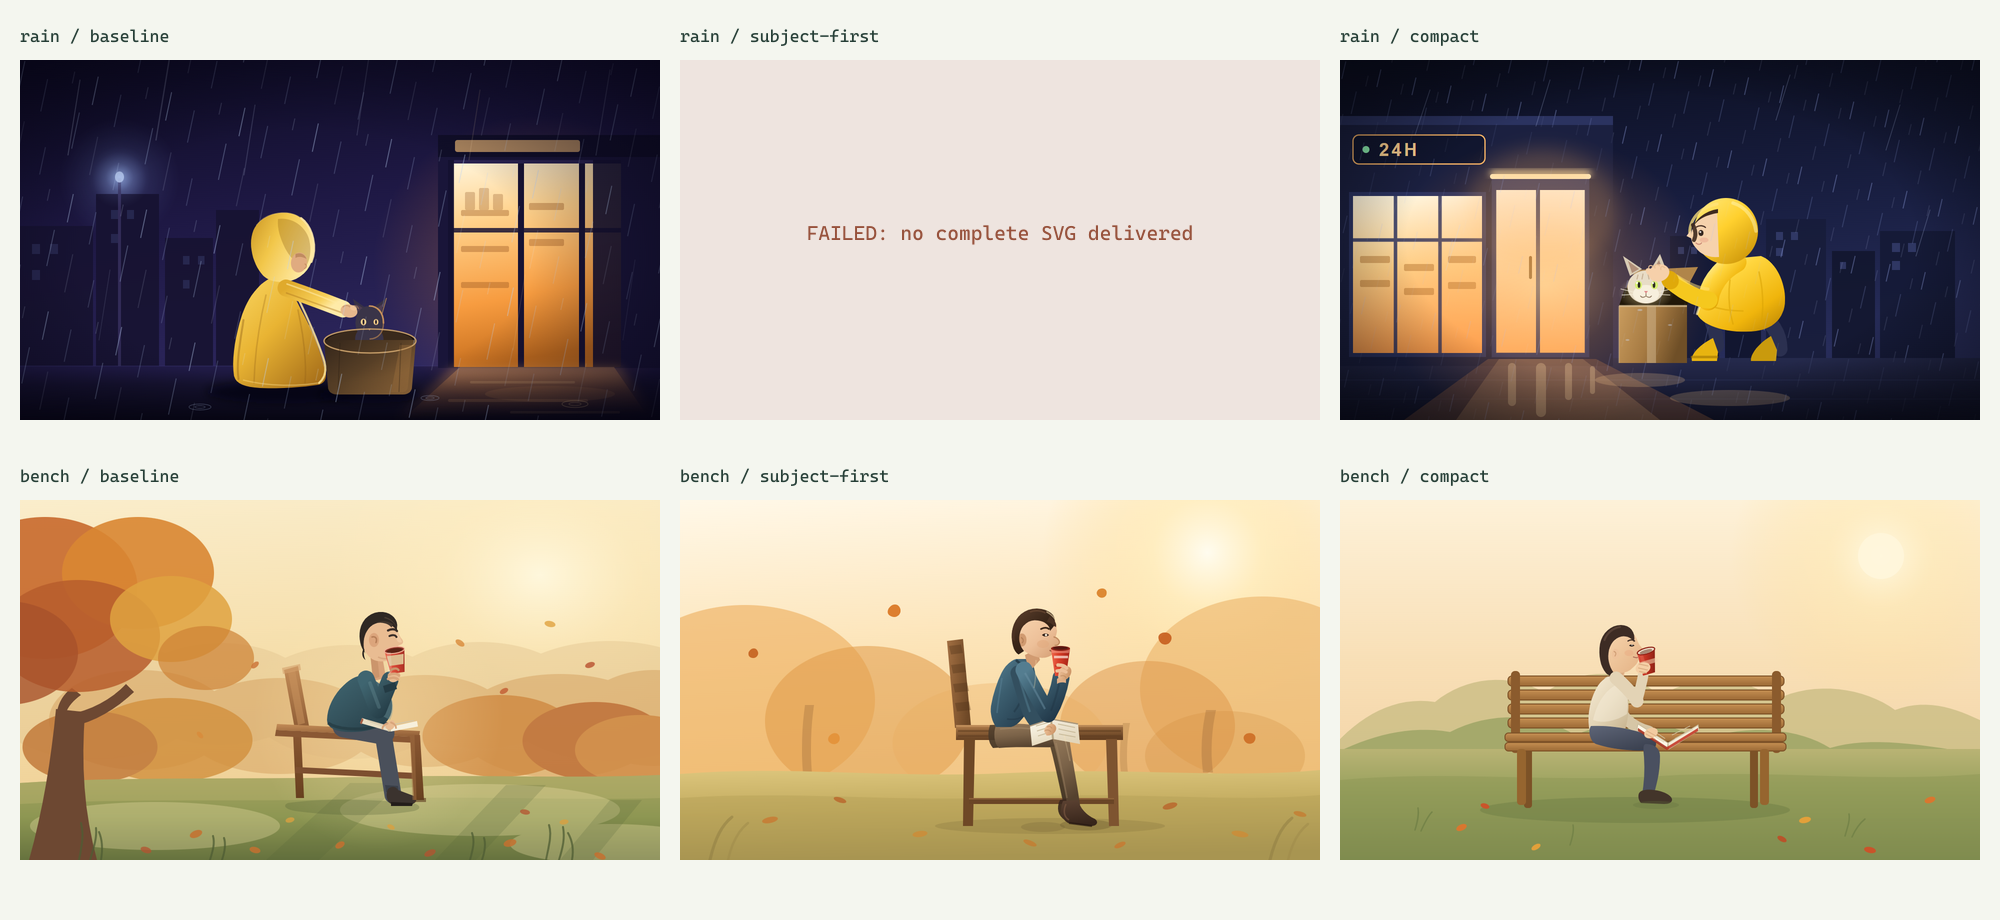 rain / baseline
rain / subject-first
rain / compact
FAILED: no complete SVG delivered
24H
bench / baseline
bench / subject-first
bench / compact